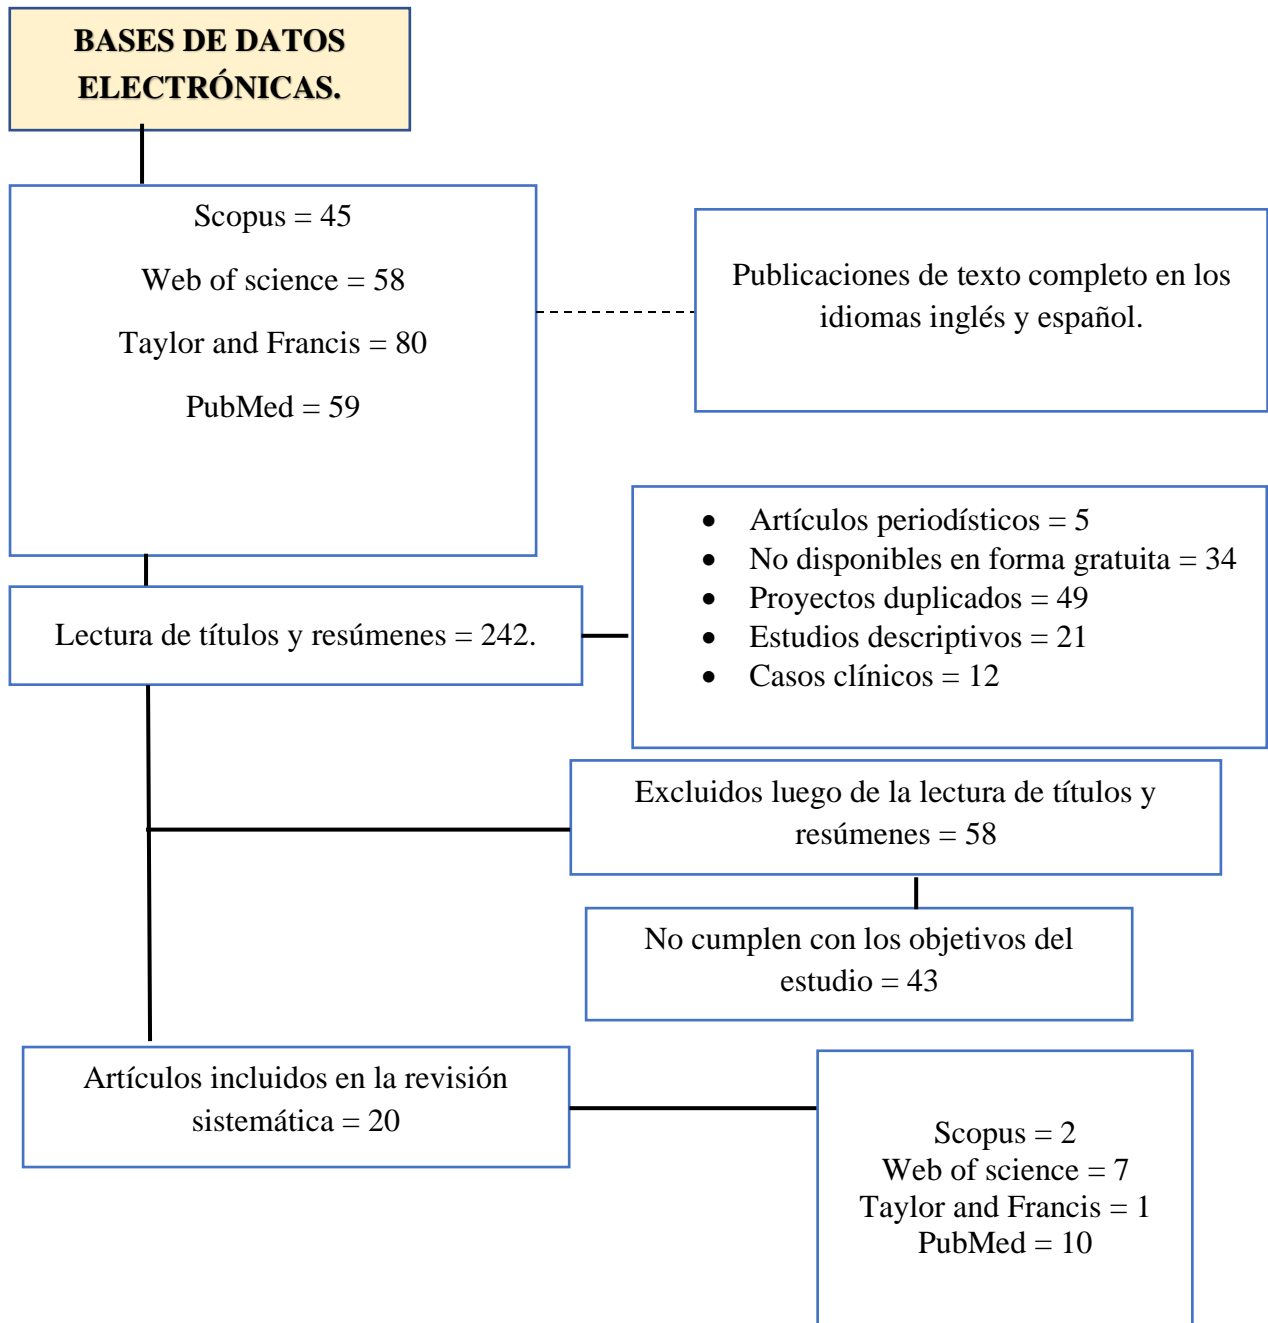 BASES DE DATOS
ELECTRÓNICAS.
Scopus = 45
Web of science = 58
Taylor and Francis = 80
PubMed = 59
Publicaciones de texto completo en los
idiomas inglés y español.
• Artículos periodísticos = 5
• No disponibles en forma gratuita = 34
• Proyectos duplicados = 49
• Estudios descriptivos = 21
• Casos clínicos = 12
Lectura de títulos y resúmenes = 242.
Excluidos luego de la lectura de títulos y
resúmenes = 58
No cumplen con los objetivos del
estudio = 43
Artículos incluidos en la revisión
sistemática = 20
Scopus = 2
Web of science = 7
Taylor and Francis = 1
PubMed = 10